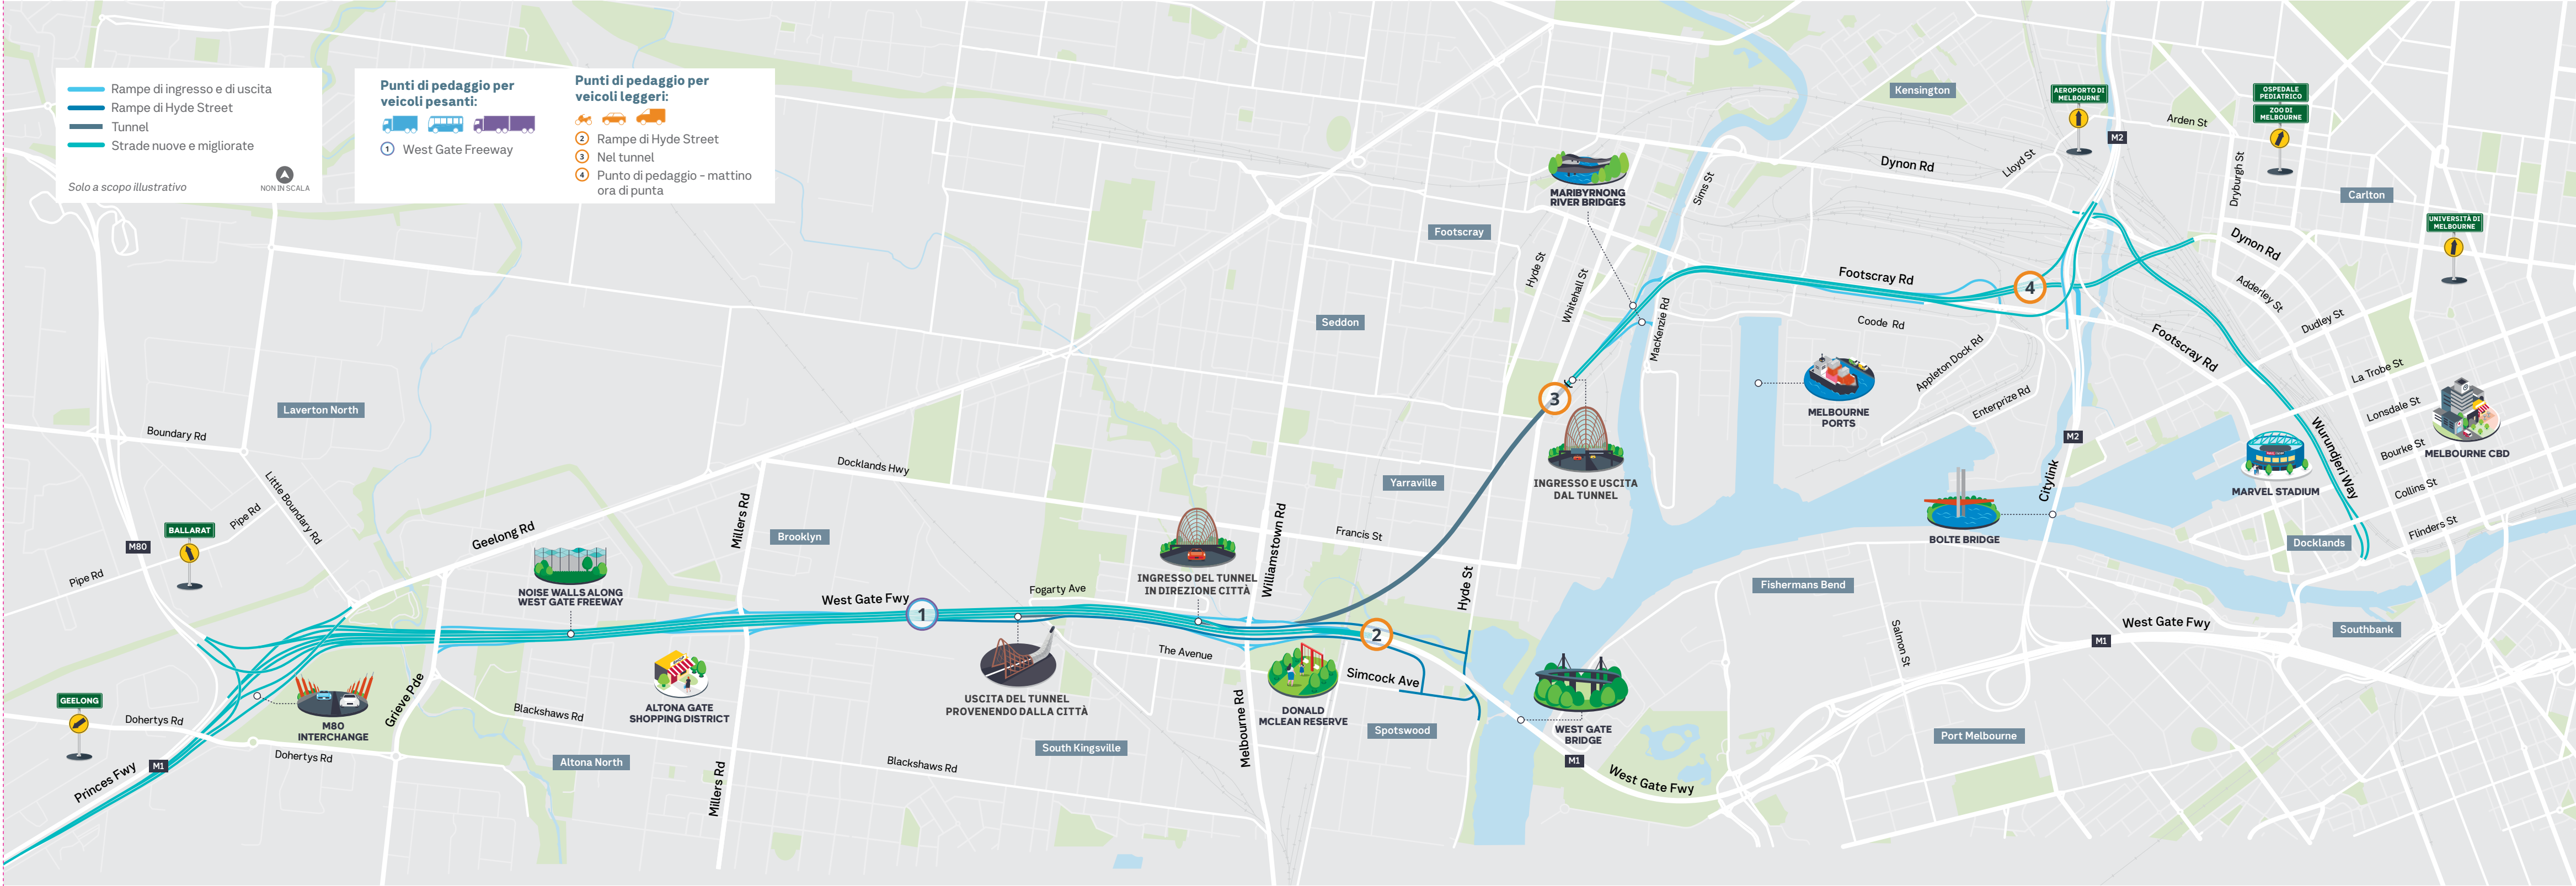 Rampe di ingresso e di uscita
Rampe di Hyde Street
Tunnel
Strade nuove e migliorate
Solo a scopo illustrativo
NON IN SCALA
Punti di pedaggio per
veicoli pesanti:
1 West Gate Freeway
Punti di pedaggio per
veicoli leggeri:
2 Rampe di Hyde Street
3 Nel tunnel
4 Punto di pedaggio - mattino
ora di punta
Kensington
AEROPORTO DI
MELBOURNE
M2
Arden St
OSPEDALE
PEDIATRICO
ZOO DI
MELBOURNE
Dynon Rd
Lloyd St
Dryburgh St
Carlton
MARIBYRNONG
RIVER BRIDGES
Sims St
Footscray
UNIVERSITÀ DI
MELBOURNE
Hyde St
Whitehall St
Dynon Rd
Footscray Rd
4
Adderley St
Seddon
MacKenzie Rd
Coode Rd
Dudley St
Footscray Rd
Appleton Dock Rd
La Trobe St
3
MELBOURNE
PORTS
Enterprize Rd
Lonsdale St
Laverton North
Boundary Rd
M2
Wurundjeri Way
Bourke St
MELBOURNE CBD
Docklands Hwy
Little Boundary Rd
Yarraville
INGRESSO E USCITA
DAL TUNNEL
Citylink
MARVEL STADIUM
Collins St
Pipe Rd
BALLARAT
M80
Geelong Rd
Millers Rd
Brooklyn
Williamstown Rd
Francis St
BOLTE BRIDGE
Docklands
Flinders St
Pipe Rd
NOISE WALLS ALONG
WEST GATE FREEWAY
INGRESSO DEL TUNNEL
IN DIREZIONE CITTÀ
Fogarty Ave
West Gate Fwy
1
Hyde St
Fishermans Bend
2
West Gate Fwy
Southbank
M1
Salmon St
The Avenue
Simcock Ave
GEELONG
Dohertys Rd
M80
INTERCHANGE
Grieve Pde
Blackshaws Rd
ALTONA GATE
SHOPPING DISTRICT
USCITA DEL TUNNEL
PROVENENDO DALLA CITTÀ
Melbourne Rd
DONALD
MCLEAN RESERVE
Spotswood
WEST GATE
BRIDGE
Port Melbourne
Dohertys Rd
Altona North
South Kingsville
Blackshaws Rd
Millers Rd
M1
Princes Fwy
M1
West Gate Fwy